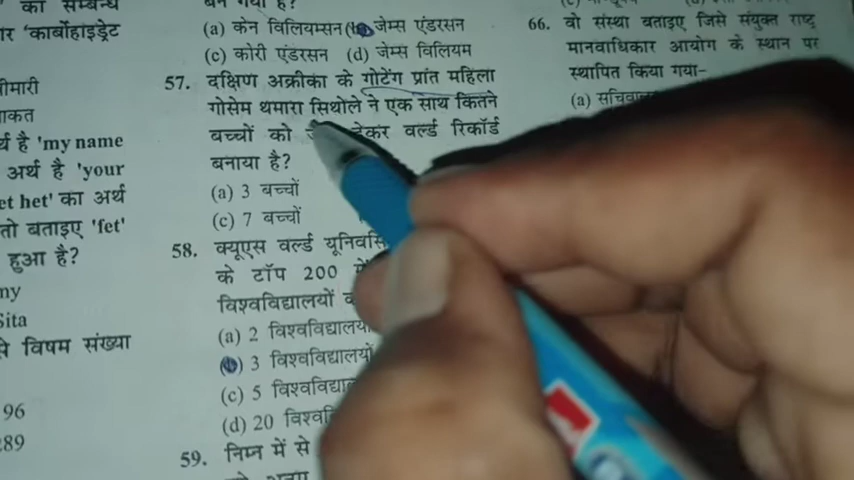 का सम्बन्ध
र 'कार्बोहाइड्रेट
ीमारी
ाकत
र्थ है 'my name
अर्थ है 'your
et het' का अर्थ
तो बताइए 'fet'
हुआ है?
ny
Sita
से विषम संख्या
96
289
बन गया है?
(a) केन विलियम्सन (b) जेम्स एंडरसन
(c) कोरी एंडरसन (d) जेम्स विलियम
57. दक्षिण अफ्रीका के गोटेंग प्रांत महिला
गोसेम थमारा सिथोले ने एक साथ कितने
बच्चों को देकर वर्ल्ड रिकॉर्ड
बनाया है?
(a) 3 बच्चों
(c) 7 बच्चों
58. क्यूएस वर्ल्ड यूनिवर्सि
के टॉप 200 में
विश्वविद्यालयों
(a) 2 विश्वविद्यालयों
(b) 3 विश्वविद्यालयों
(c) 5 विश्वविद्याल
(d) 20 विश्ववि
59. निम्न में से
66. वो संस्था बताइए जिसे संयुक्त राष्ट्र
मानवाधिकार आयोग के स्थान पर
स्थापित किया गया-
(a) सचिवाल